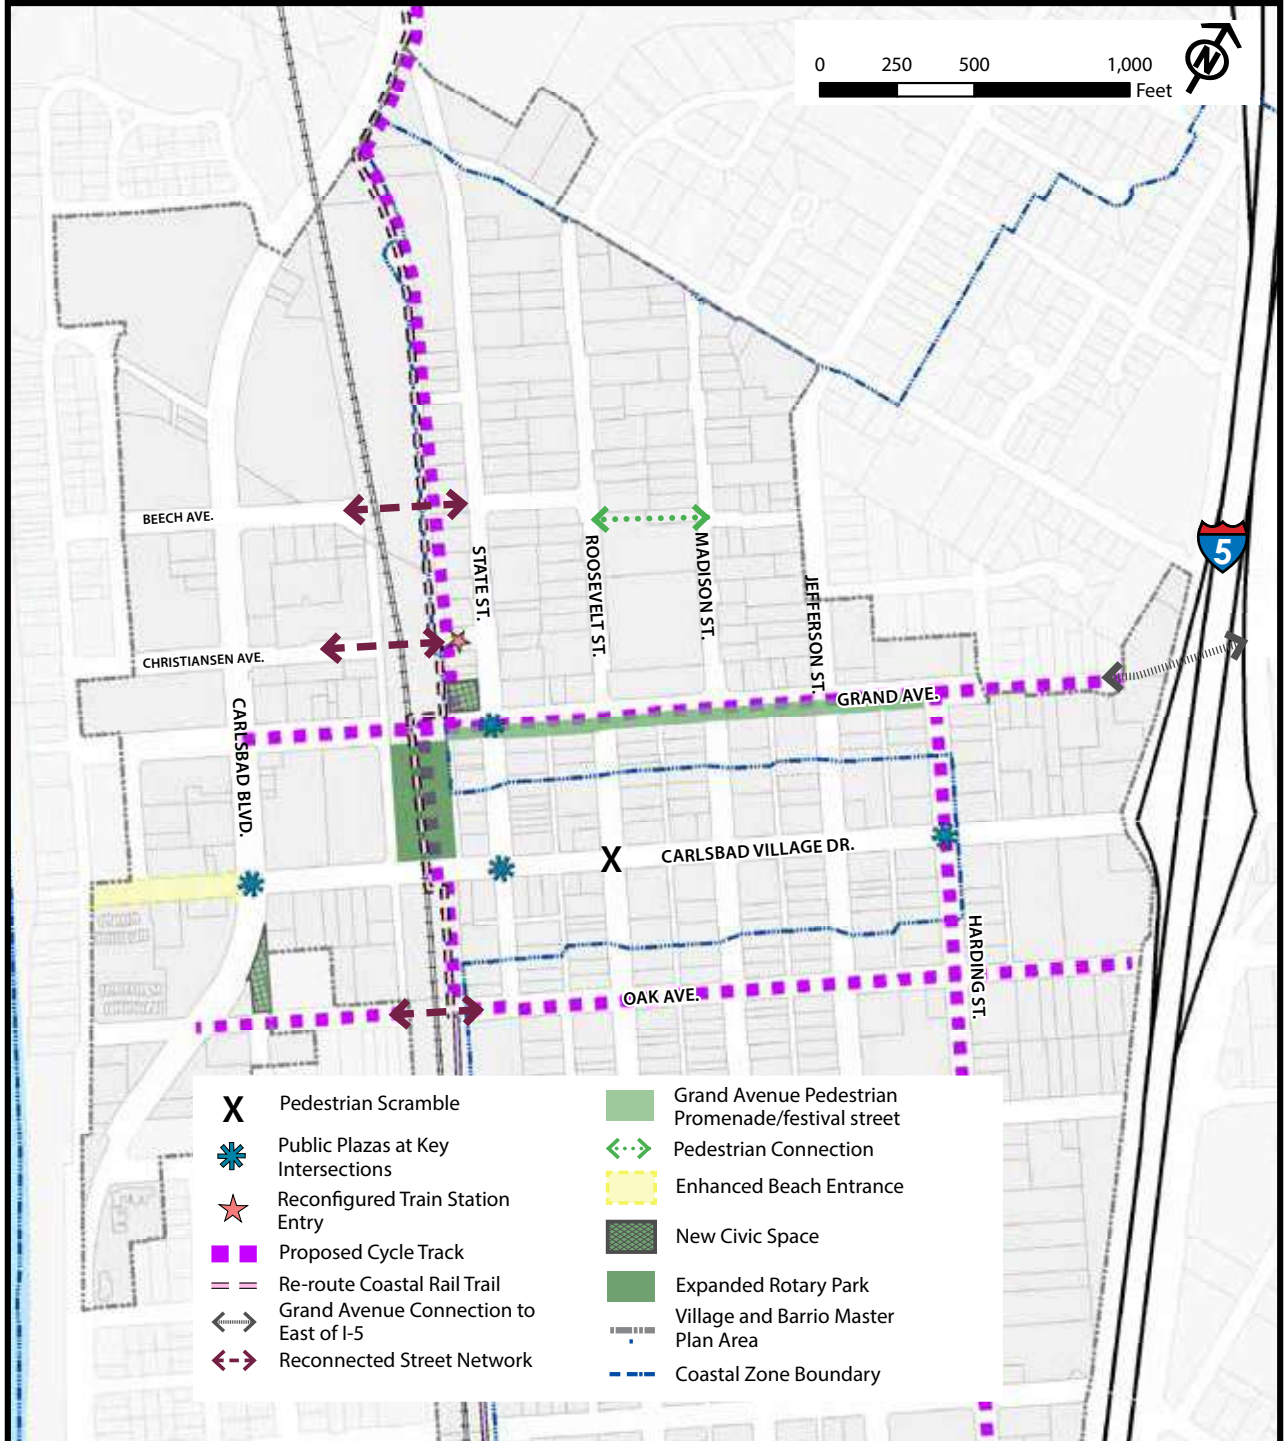 0 250 500 1,000
Feet
N
BEECH AVE.
CHRISTIANSEN AVE.
CARLSBAD BLVD.
STATE ST.
ROOSEVELT ST.
MADISON ST.
JEFFERSON ST.
5
GRAND AVE.
X
CARLSBAD VILLAGE DR.
HARDING ST.
OAK AVE.
X Pedestrian Scramble
Public Plazas at Key
Intersections
Reconfigured Train Station
Entry
Proposed Cycle Track
Re-route Coastal Rail Trail
Grand Avenue Connection to
East of I-5
Reconnected Street Network
Grand Avenue Pedestrian
Promenade/festival street
Pedestrian Connection
Enhanced Beach Entrance
New Civic Space
Expanded Rotary Park
Village and Barrio Master
Plan Area
Coastal Zone Boundary